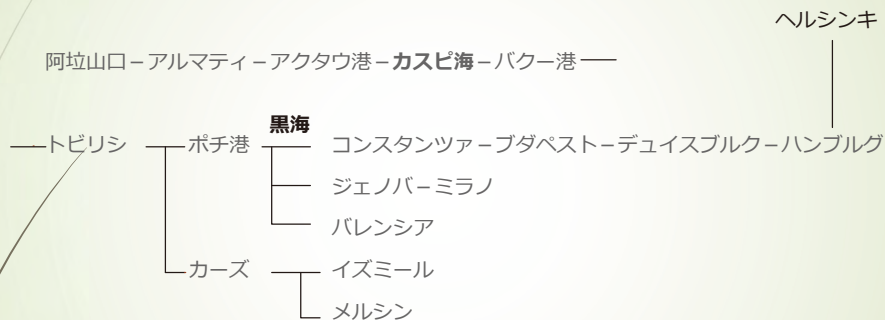 ヘルシンキ
阿垃山口－アルマティ－アクタウ港－カスピ海－バクー港
黒海
トビリシ ポチ港 コンスタンツァ－ブダペスト－デュイスブルク－ハンブルグ
ジェノバ－ミラノ
バレンシア
カーズ イズミール
メルシン